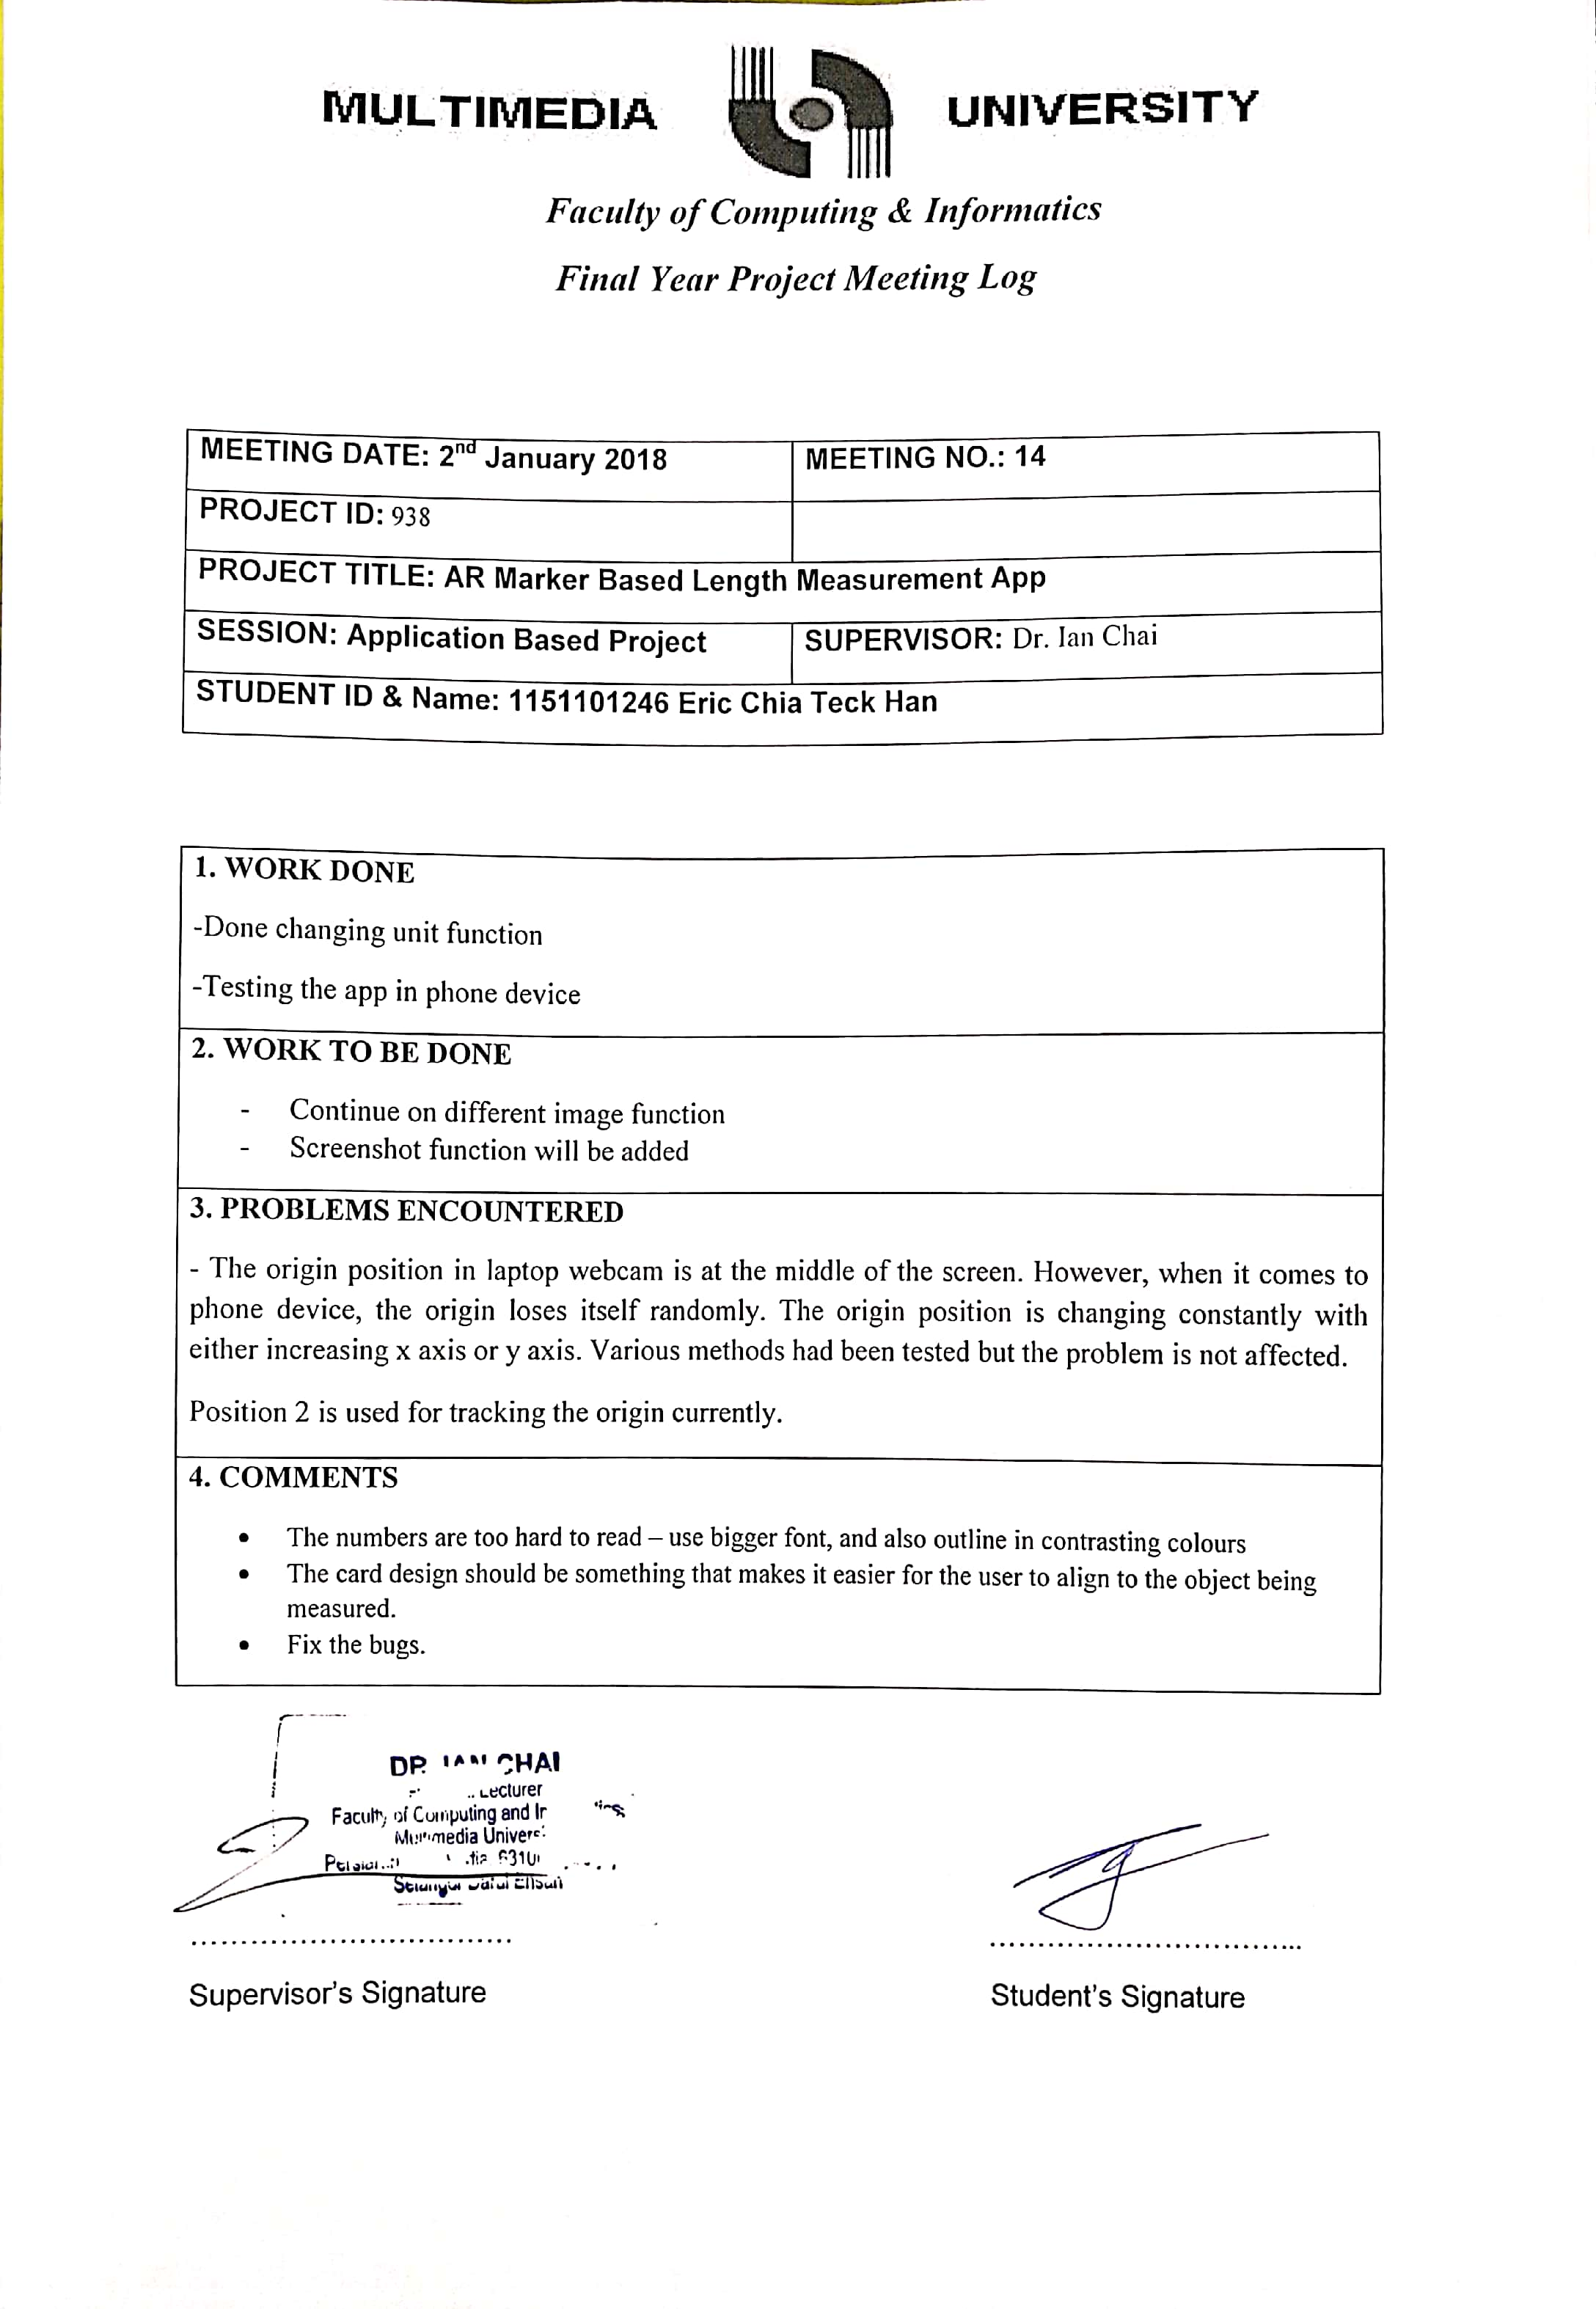 MULTIMEDIA UNIVERSITY
Faculty of Computing & Informatics
Final Year Project Meeting Log
MEETING DATE: 2nd January 2018 MEETING NO.: 14
PROJECT ID: 938
PROJECT TITLE: AR Marker Based Length Measurement App
SESSION: Application Based Project SUPERVISOR: Dr. Ian Chai
STUDENT ID & Name: 1151101246 Eric Chia Teck Han
1. WORK DONE
-Done changing unit function
-Testing the app in phone device
2. WORK TO BE DONE
- Continue on different image function
- Screenshot function will be added
3. PROBLEMS ENCOUNTERED
- The origin position in laptop webcam is at the middle of the screen. However, when it comes to
phone device, the origin loses itself randomly. The origin position is changing constantly with
either increasing x axis or y axis. Various methods had been tested but the problem is not affected.
Position 2 is used for tracking the origin currently.
4. COMMENTS
• The numbers are too hard to read – use bigger font, and also outline in contrasting colours
• The card design should be something that makes it easier for the user to align to the object being
measured.
• Fix the bugs.
DR. IAN CHAI
Lecturer
Faculty of Computing and
Multimedia
Supervisor's Signature Student's Signature